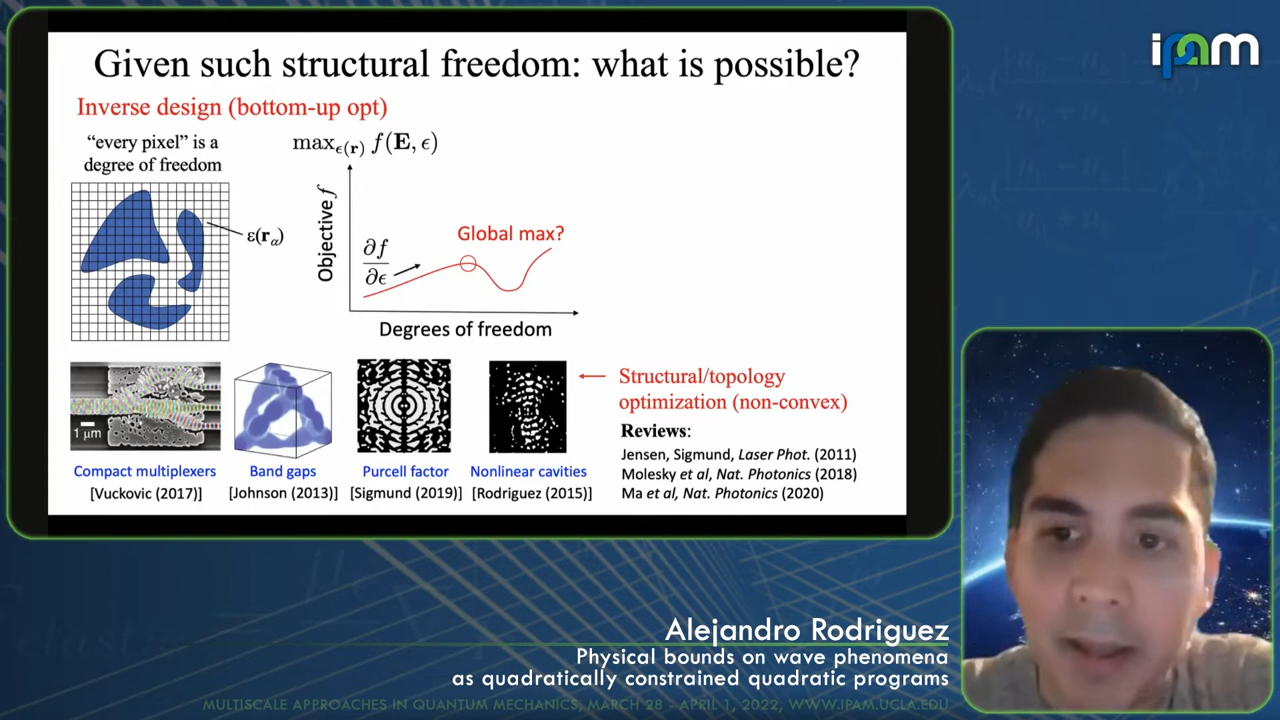 Given such structural freedom: what is possible?
ipam
Inverse design (bottom-up opt)
"every pixel" is a
degree of freedom
ε(r_α)
max_ϵ(r) f(E, ϵ)
Objective f
∂f
∂ϵ
Global max?
Degrees of freedom
1 μm
Compact multiplexers
[Vuckovic (2017)]
Band gaps
[Johnson (2013)]
Purcell factor
[Sigmund (2019)]
Nonlinear cavities
[Rodriguez (2015)]
← Structural/topology
optimization (non-convex)
Reviews:
Jensen, Sigmund, Laser Phot. (2011)
Molesky et al, Nat. Photonics (2018)
Ma et al, Nat. Photonics (2020)
Alejandro Rodriguez
Physical bounds on wave phenomena
as quadratically constrained quadratic programs
MULTISCALE APPROACHES IN QUANTUM MECHANICS, MARCH 28 - APRIL 1, 2022, WWW.IPAM.UCLA.EDU